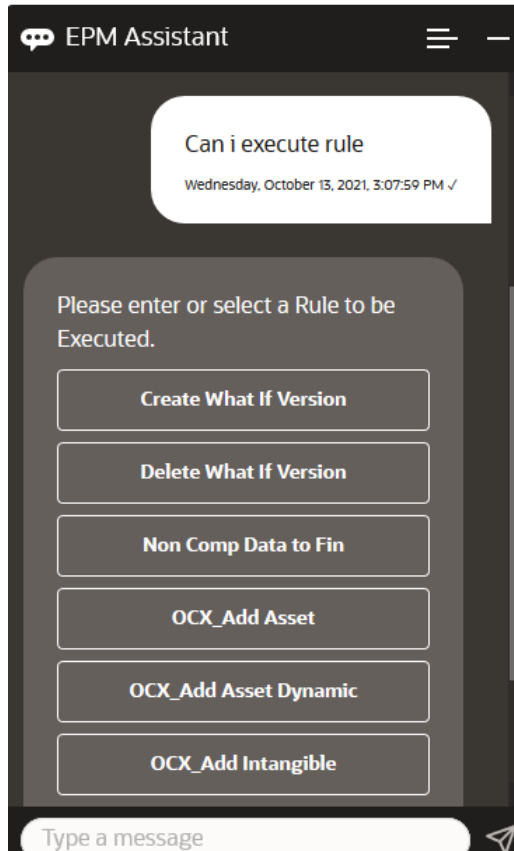 EPM Assistant
Can i execute rule
Wednesday, October 13, 2021, 3:07:59 PM ✓
Please enter or select a Rule to be
Executed.
Create What If Version
Delete What If Version
Non Comp Data to Fin
OCX_Add Asset
OCX_Add Asset Dynamic
OCX_Add Intangible
Type a message